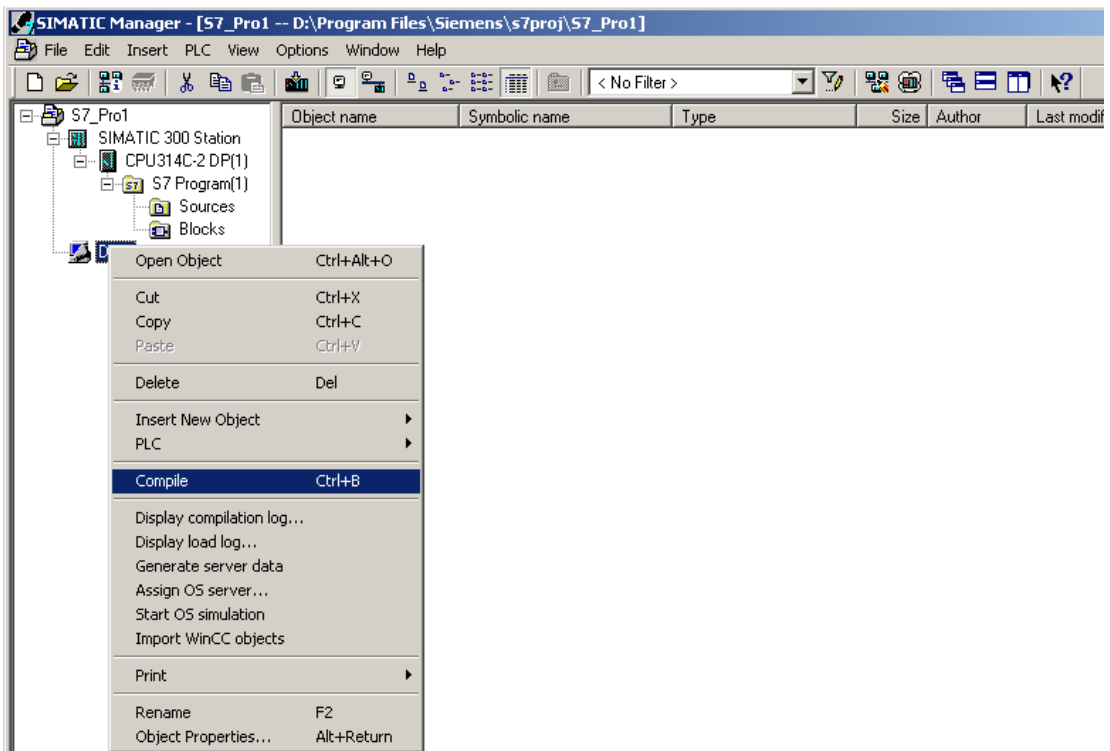 SIMATIC Manager - [S7_Pro1 -- D:\Program Files\Siemens\s7proj\S7_Pro1]
File Edit Insert PLC View Options Window Help
< No Filter >
S7_Pro1
Object name Symbolic name Type Size Author Last modif
SIMATIC 300 Station
CPU314C-2 DP(1)
S7 Program(1)
Sources
Blocks
Open Object Ctrl+Alt+O
Cut Ctrl+X
Copy Ctrl+C
Paste Ctrl+V
Delete Del
Insert New Object
PLC
Compile Ctrl+B
Display compilation log...
Display load log...
Generate server data
Assign OS server...
Start OS simulation
Import WinCC objects
Print
Rename F2
Object Properties... Alt+Return